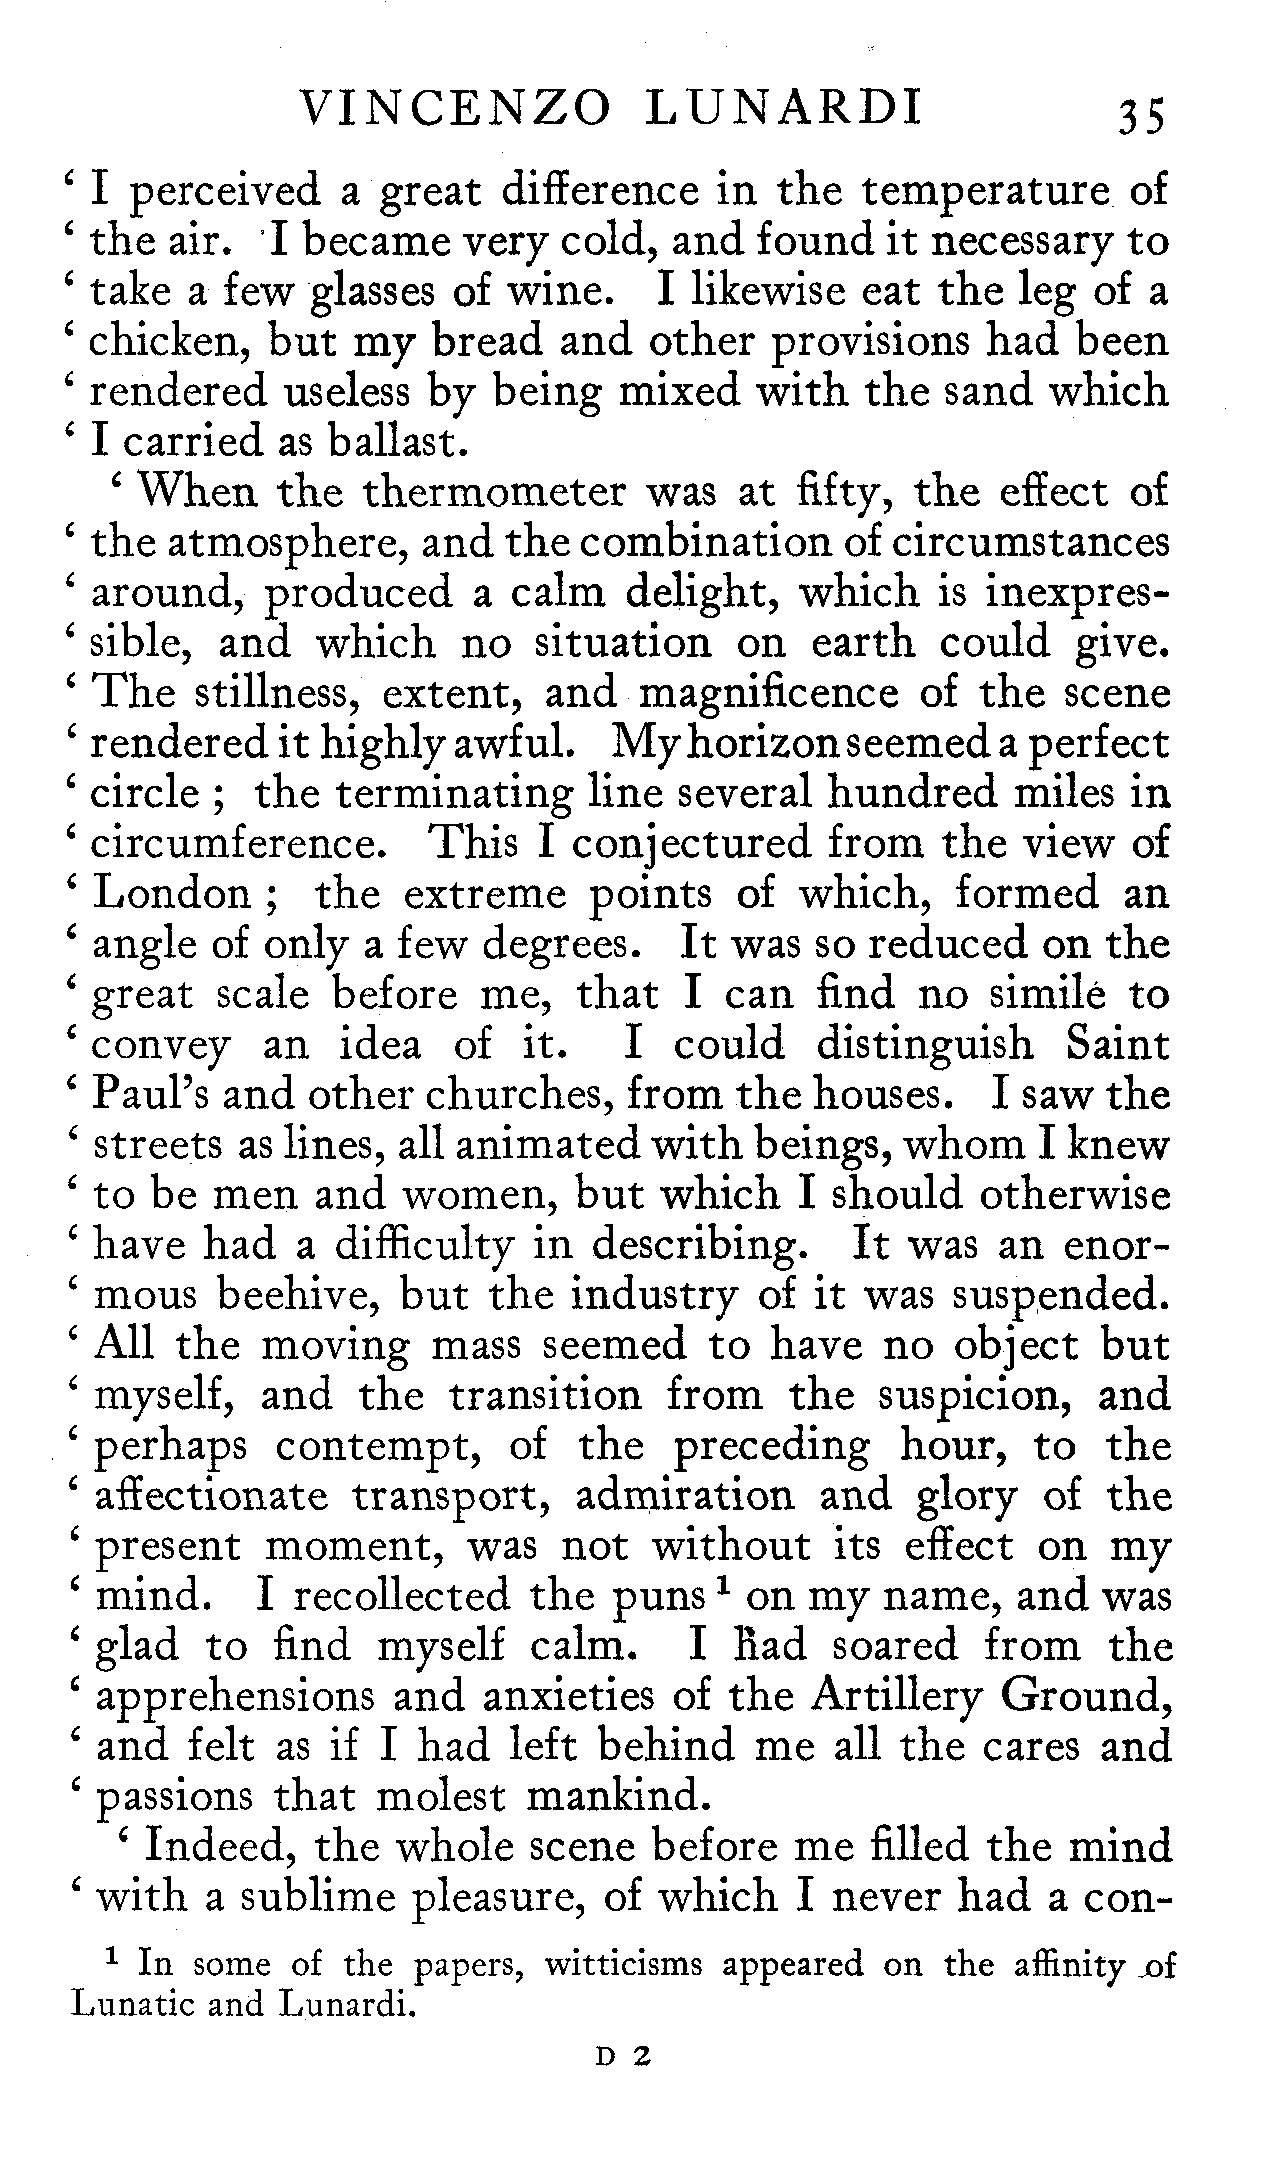 VINCENZO LUNARDI 35
‘ I perceived a great difference in the temperature of
‘ the air. I became very cold, and found it necessary to
‘ take a few glasses of wine. I likewise eat the leg of a
‘ chicken, but my bread and other provisions had been
‘ rendered useless by being mixed with the sand which
‘ I carried as ballast.
‘ When the thermometer was at fifty, the effect of
‘ the atmosphere, and the combination of circumstances
‘ around, produced a calm delight, which is inexpres-
‘ sible, and which no situation on earth could give.
‘ The stillness, extent, and magnificence of the scene
‘ rendered it highly awful. My horizon seemed a perfect
‘ circle ; the terminating line several hundred miles in
‘ circumference. This I conjectured from the view of
‘ London ; the extreme points of which, formed an
‘ angle of only a few degrees. It was so reduced on the
‘ great scale before me, that I can find no simile to
‘ convey an idea of it. I could distinguish Saint
‘ Paul’s and other churches, from the houses. I saw the
‘ streets as lines, all animated with beings, whom I knew
‘ to be men and women, but which I should otherwise
‘ have had a difficulty in describing. It was an enor-
‘ mous beehive, but the industry of it was suspended.
‘ All the moving mass seemed to have no object but
‘ myself, and the transition from the suspicion, and
‘ perhaps contempt, of the preceding hour, to the
‘ affectionate transport, admiration and glory of the
‘ present moment, was not without its effect on my
‘ mind. I recollected the puns ¹ on my name, and was
‘ glad to find myself calm. I had soared from the
‘ apprehensions and anxieties of the Artillery Ground,
‘ and felt as if I had left behind me all the cares and
‘ passions that molest mankind.
‘ Indeed, the whole scene before me filled the mind
‘ with a sublime pleasure, of which I never had a con-
¹ In some of the papers, witticisms appeared on the affinity of
Lunatic and Lunardi.
D 2